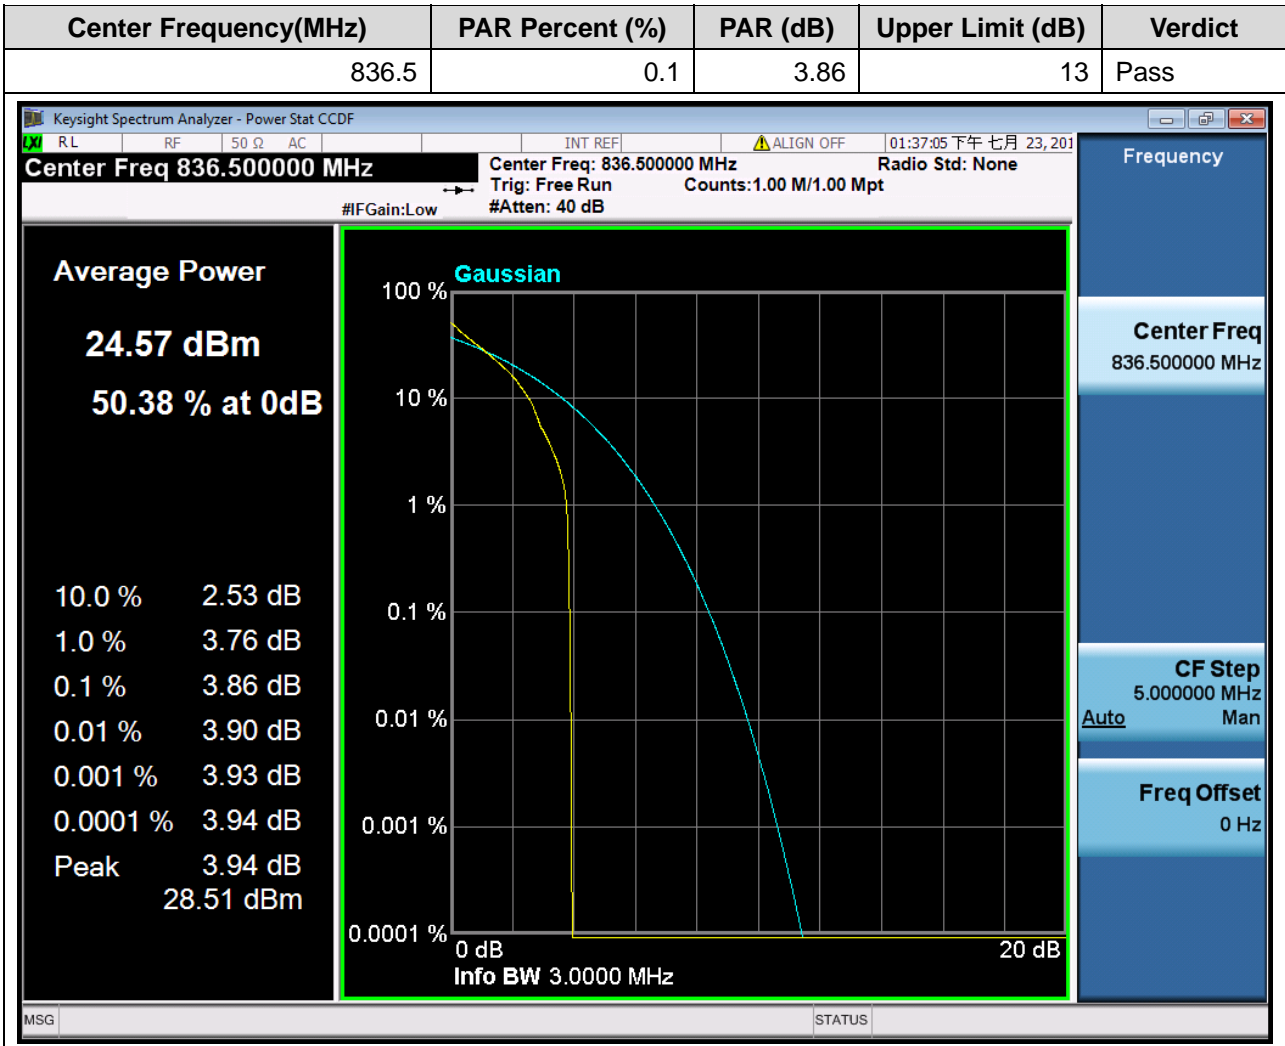 Center Frequency(MHz) PAR Percent (%) PAR (dB) Upper Limit (dB) Verdict
836.5 0.1 3.86 13 Pass
Keysight Spectrum Analyzer - Power Stat CCDF
LXI RL RF 50 Ω AC INT REF ALIGN OFF 01:37:05 下午 七月 23, 201
Center Freq 836.500000 MHz
Center Freq: 836.500000 MHz Radio Std: None
Trig: Free Run Counts:1.00 M/1.00 Mpt
#IFGain:Low #Atten: 40 dB
Frequency
Average Power
24.57 dBm
50.38 % at 0dB
10.0 % 2.53 dB
1.0 % 3.76 dB
0.1 % 3.86 dB
0.01 % 3.90 dB
0.001 % 3.93 dB
0.0001 % 3.94 dB
Peak 3.94 dB
28.51 dBm
Gaussian
100 %
10 %
1 %
0.1 %
0.01 %
0.001 %
0.0001 %
0 dB 20 dB
Info BW 3.0000 MHz
Center Freq
836.500000 MHz
CF Step
5.000000 MHz
Auto Man
Freq Offset
0 Hz
MSG STATUS